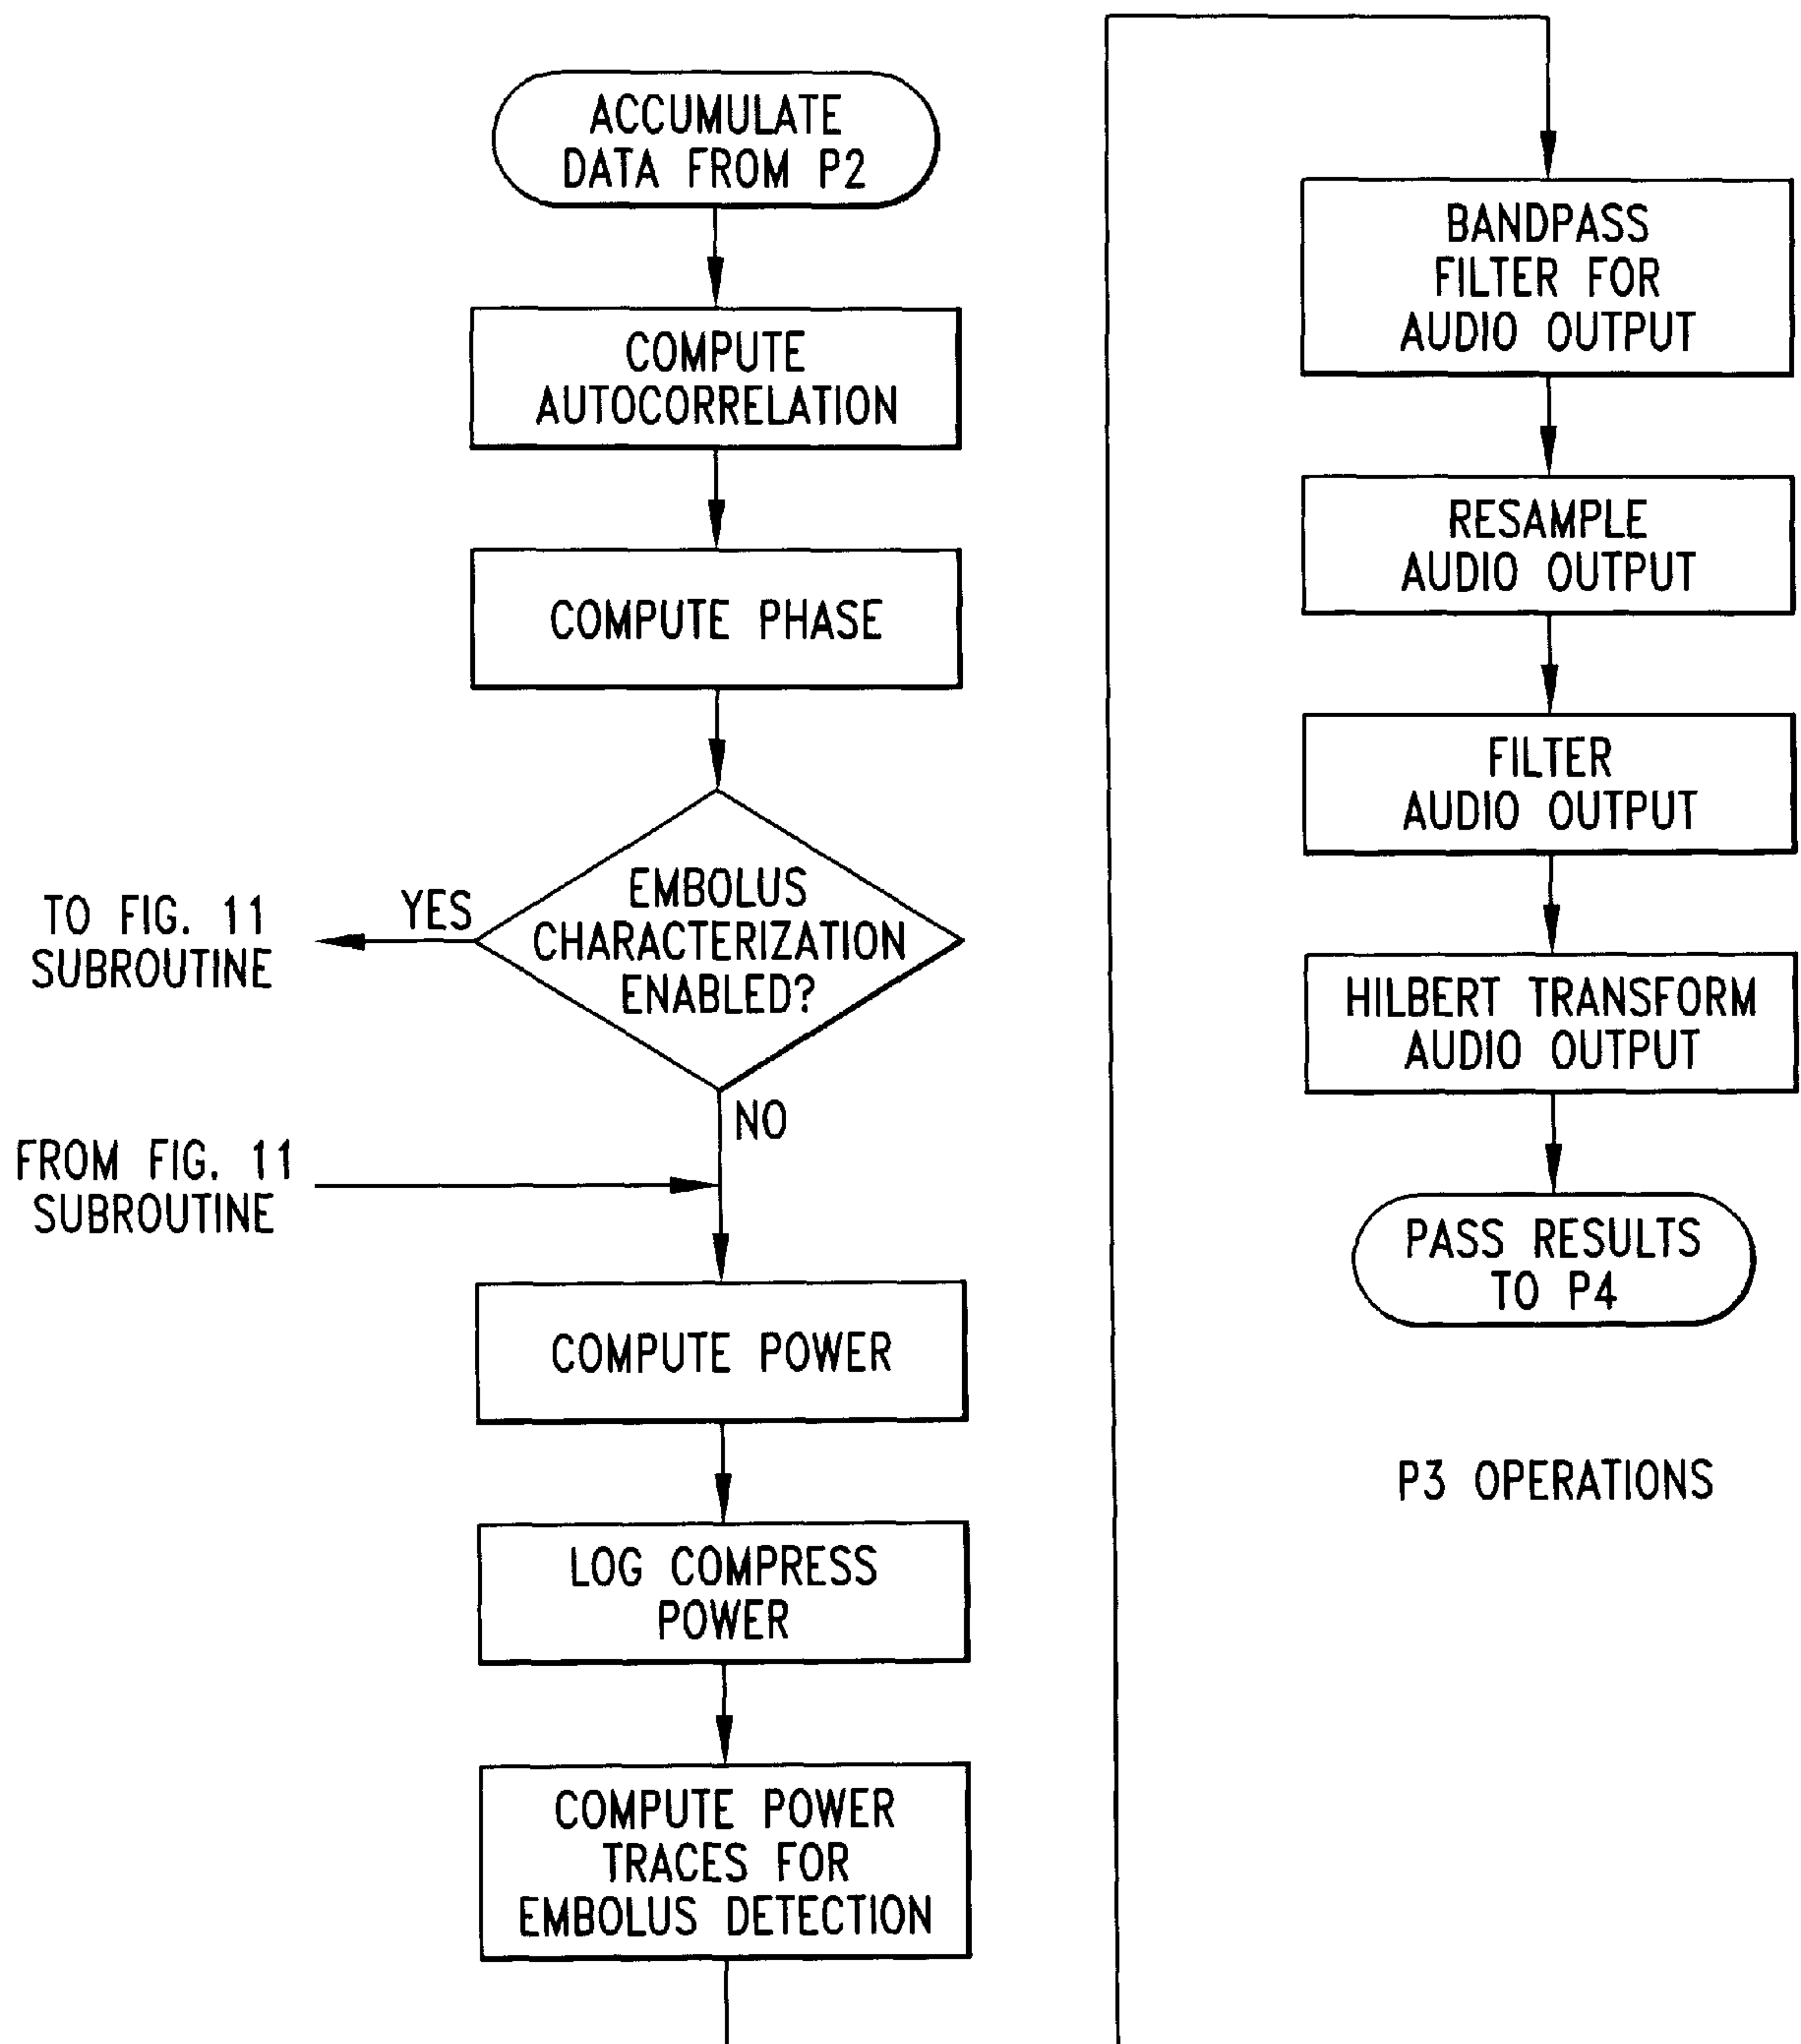 ACCUMULATE
DATA FROM P2
COMPUTE
AUTOCORRELATION
COMPUTE PHASE
EMBOLUS
CHARACTERIZATION
ENABLED?
YES
TO FIG. 11
SUBROUTINE
NO
FROM FIG. 11
SUBROUTINE
COMPUTE POWER
LOG COMPRESS
POWER
COMPUTE POWER
TRACES FOR
EMBOLUS DETECTION
BANDPASS
FILTER FOR
AUDIO OUTPUT
RESAMPLE
AUDIO OUTPUT
FILTER
AUDIO OUTPUT
HILBERT TRANSFORM
AUDIO OUTPUT
PASS RESULTS
TO P4
P3 OPERATIONS